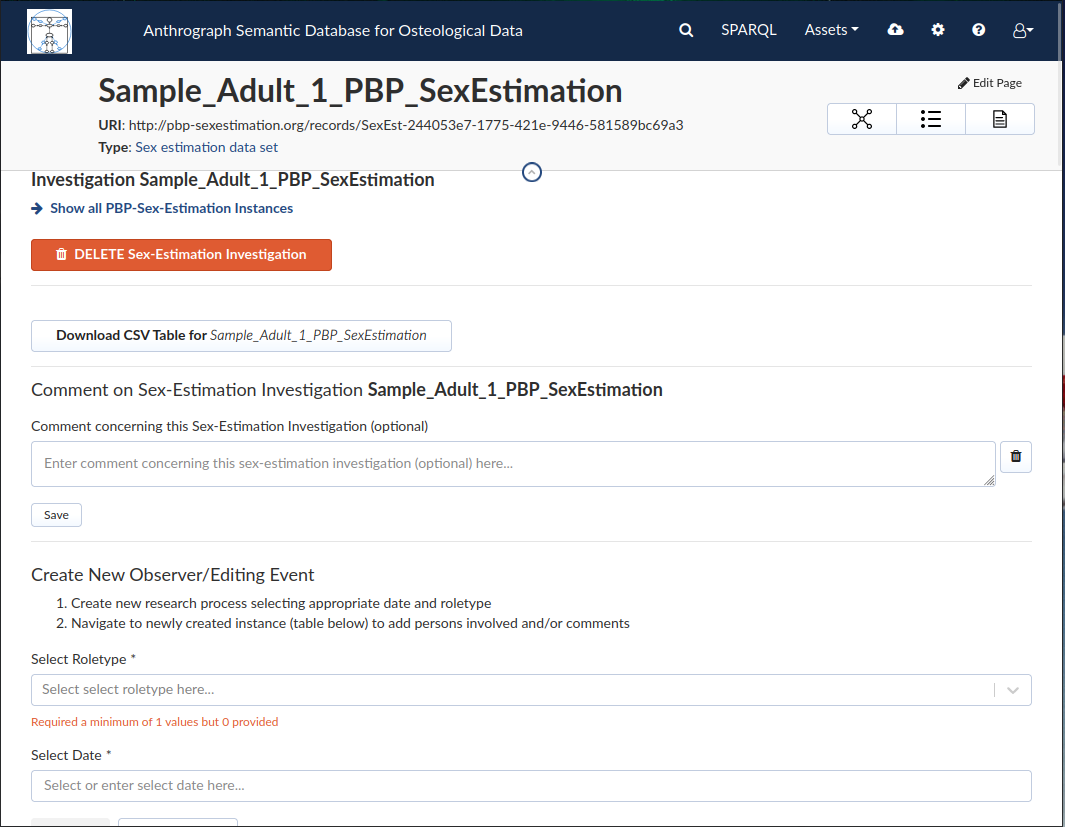 Anthrograph Semantic Database for Osteological Data
SPARQL
Assets
Sample_Adult_1_PBP_SexEstimation
Edit Page
URI: http://pbp-sexestimation.org/records/SexEst-244053e7-1775-421e-9446-581589bc69a3
Type: Sex estimation data set
Investigation Sample_Adult_1_PBP_SexEstimation
Show all PBP-Sex-Estimation Instances
DELETE Sex-Estimation Investigation
Download CSV Table for Sample_Adult_1_PBP_SexEstimation
Comment on Sex-Estimation Investigation Sample_Adult_1_PBP_SexEstimation
Comment concerning this Sex-Estimation Investigation (optional)
Enter comment concerning this sex-estimation investigation (optional) here...
Save
Create New Observer/Editing Event
1. Create new research process selecting appropriate date and roletype
2. Navigate to newly created instance (table below) to add persons involved and/or comments
Select Roletype *
Select select roletype here...
Required a minimum of 1 values but 0 provided
Select Date *
Select or enter select date here...